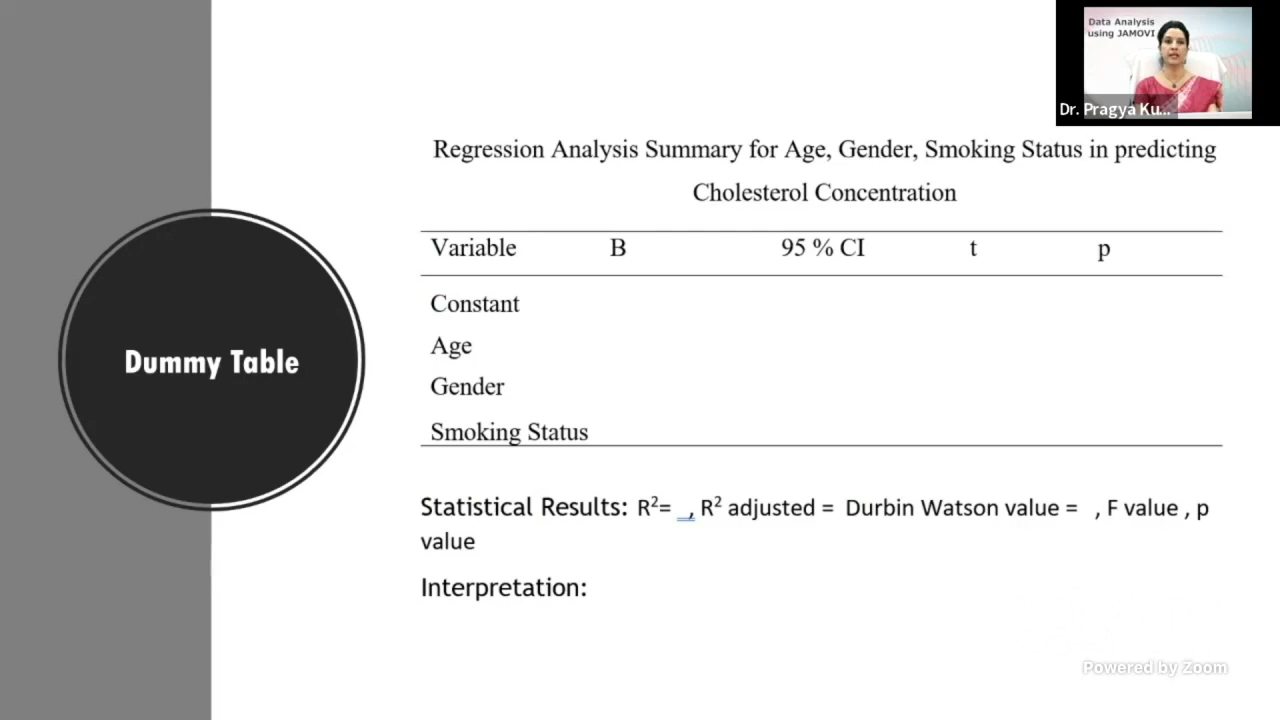 Data Analysis
using JAMOVI
Dr. Pragya Ku...
Regression Analysis Summary for Age, Gender, Smoking Status in predicting
Cholesterol Concentration
Variable B 95 % CI t p
Constant
Age
Gender
Smoking Status
Dummy Table
Statistical Results: R²= , R² adjusted = Durbin Watson value = , F value , p
value
Interpretation:
Powered by Zoom